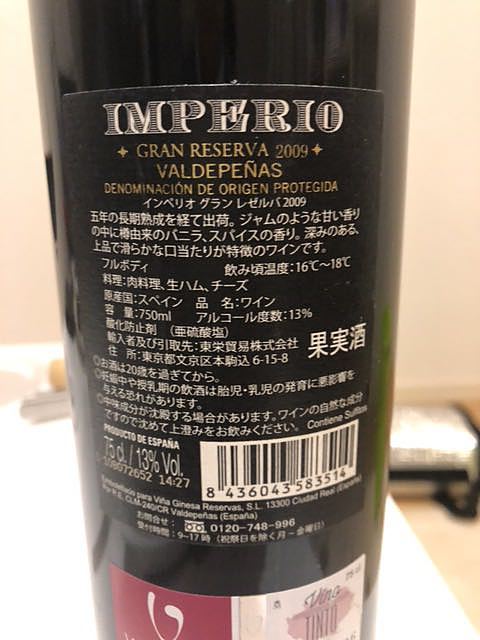 IMPERIO
GRAN RESERVA 2009
VALDEPEÑAS
DENOMINACIÓN DE ORIGEN PROTEGIDA
インペリオ グラン レゼルバ 2009
五年の長期熟成を経て出荷。ジャムのような甘い香り
の中に樽由来のバニラ、スパイスの香り。深みのある、
上品で滑らかな口当たりが特徴のワインです。
フルボディ 飲み頃温度:16℃〜18℃
料理:肉料理、生ハム、チーズ
原産国:スペイン 品 名:ワイン
容 量:750ml アルコール度数:13%
酸化防止剤 (亜硫酸塩)
輸入者及び引取先:東栄貿易株式会社
住 所:東京都文京区本駒込 6-15-8
果実酒
○お酒は20歳を過ぎてから。
○妊娠中や授乳期の飲酒は胎児・乳児の発育に悪影響を
与える恐れがあります。
○中味成分が沈殿する場合があります。ワインの自然な成分
ですので沈めて上澄みをお飲みください。 Contiene Sulfitos
PRODUCTO DE ESPAÑA
75 cl. / 13% Vol.
108072652 14:27
8 436043 583514
Embotellado para Viña Ginesa Reservas, S.L. 13300 Ciudad Real (España)
Por R.E. CLM-240/CR Valdepeñas (España)
お問合せ: 0120-748-996
受付時間:9~17時 (祝祭日を除く月~金曜日)
Vino
TINTO